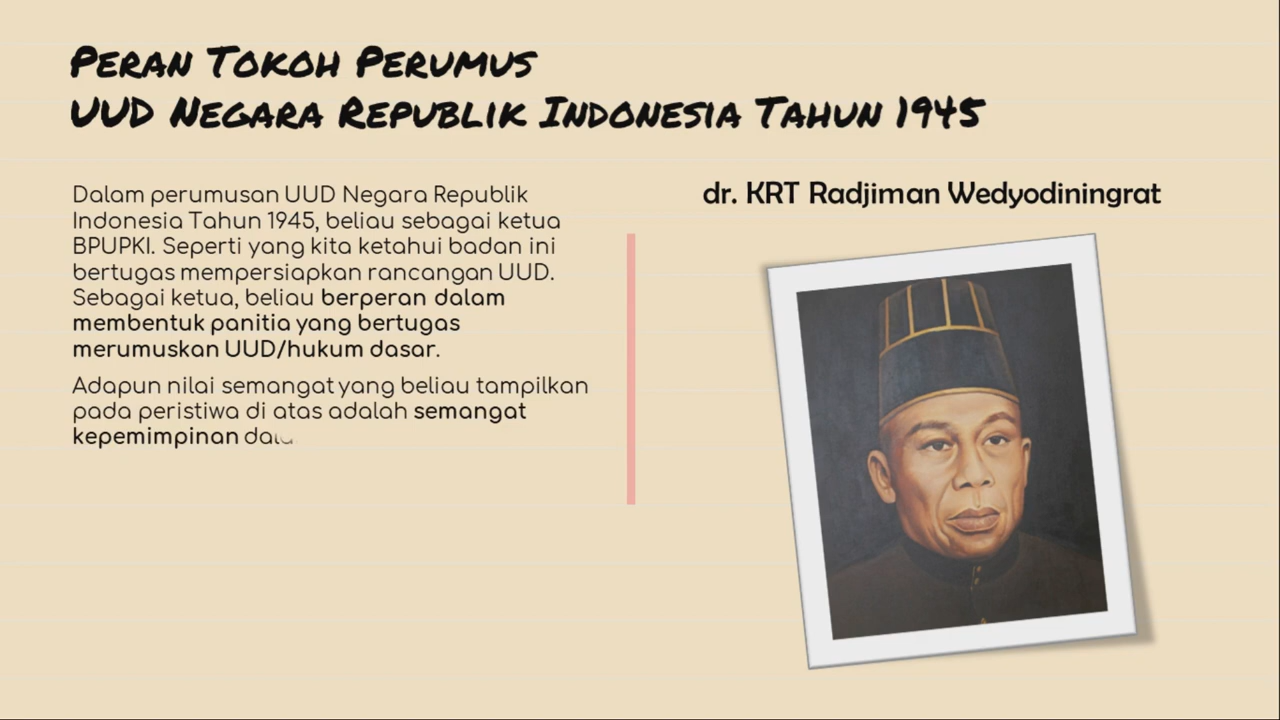 Peran Tokoh Perumus
UUD Negara Republik Indonesia Tahun 1945
Dalam perumusan UUD Negara Republik
Indonesia Tahun 1945, beliau sebagai ketua
BPUPKI. Seperti yang kita ketahui badan ini
bertugas mempersiapkan rancangan UUD.
Sebagai ketua, beliau berperan dalam
membentuk panitia yang bertugas
merumuskan UUD/hukum dasar.
Adapun nilai semangat yang beliau tampilkan
pada peristiwa di atas adalah semangat
kepemimpinan
dr. KRT Radjiman Wedyodiningrat